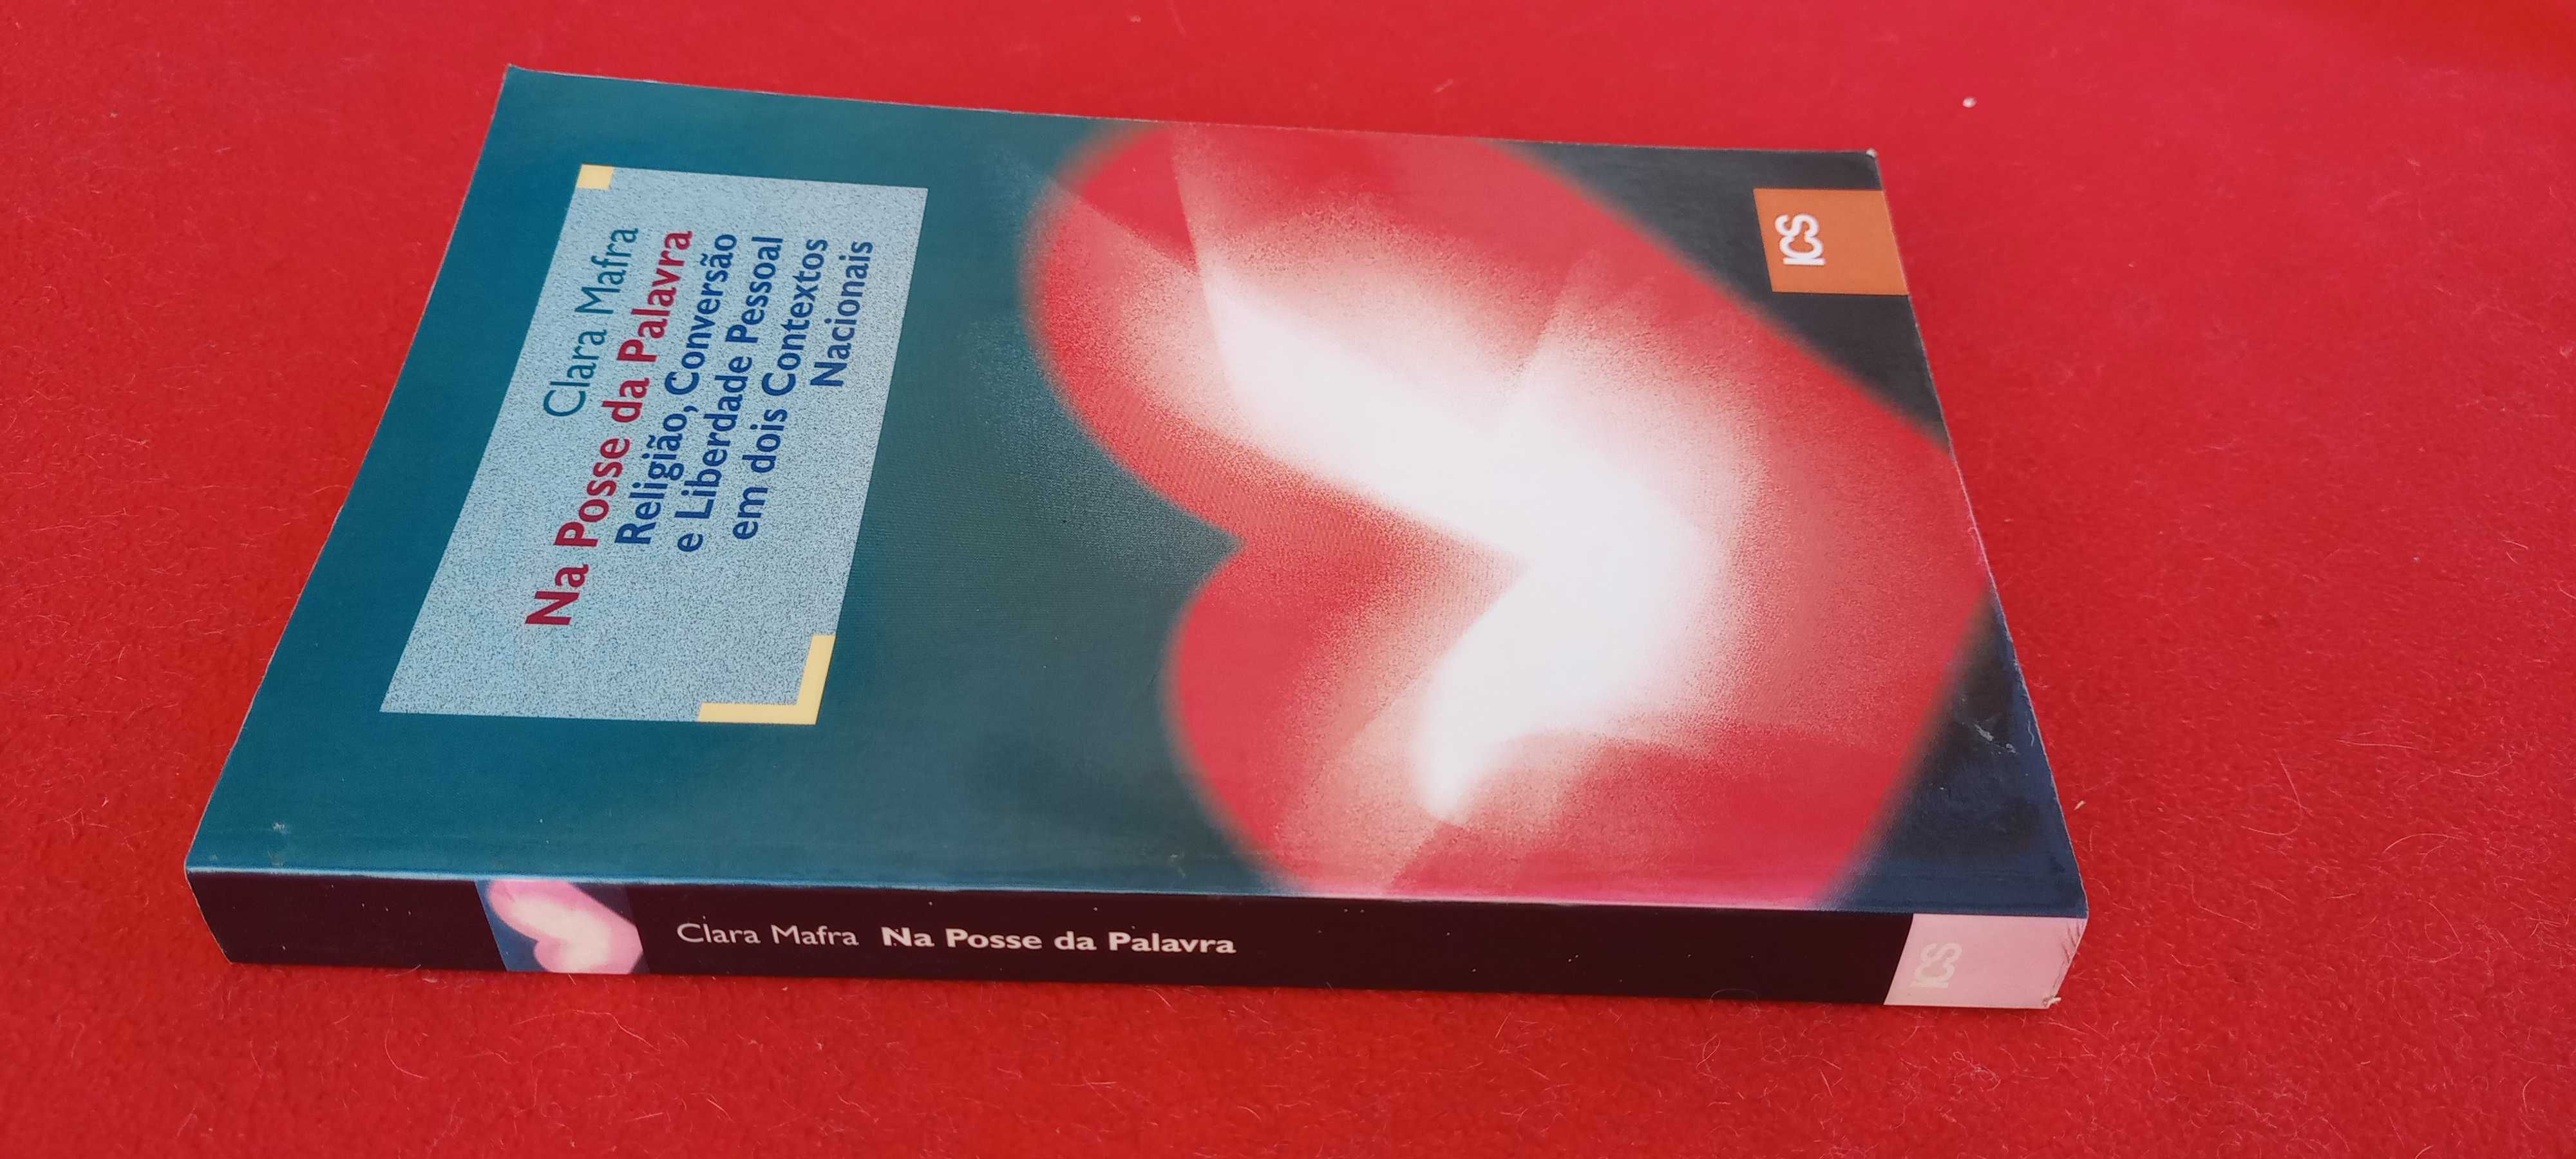 Clara Mafra
Na Posse da Palavra
Religião, Conversão
e Liberdade Pessoal
em dois Contextos
Nacionais
ICS
Clara Mafra Na Posse da Palavra
ICS